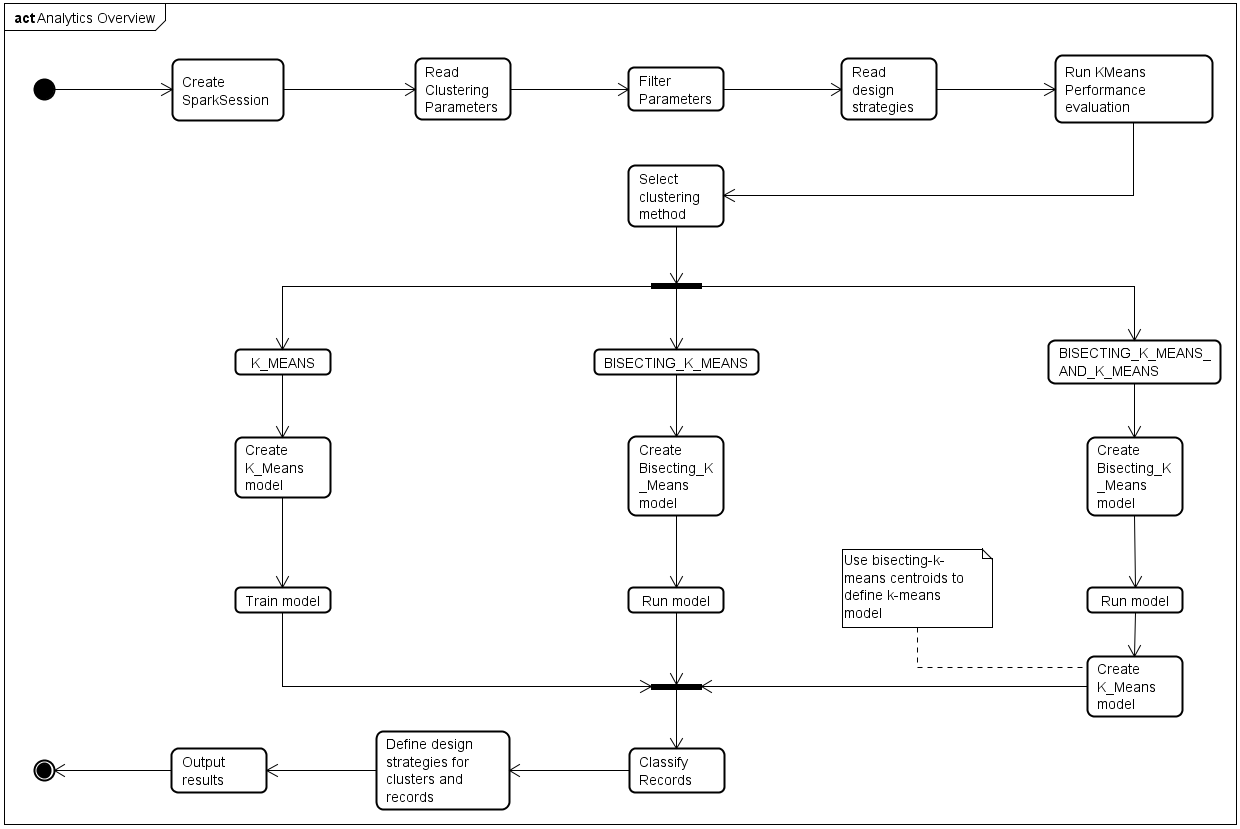 act Analytics Overview
Create
SparkSession
Read
Clustering
Parameters
Filter
Parameters
Read
design
strategies
Run KMeans
Performance
evaluation
Select
clustering
method
K_MEANS
BISECTING_K_MEANS
BISECTING_K_MEANS_
AND_K_MEANS
Create
K_Means
model
Create
Bisecting_K
_Means
model
Create
Bisecting_K
_Means
model
Use bisecting-k-
means centroids to
define k-means
model
Train model
Run model
Run model
Create
K_Means
model
Output
results
Define design
strategies for
clusters and
records
Classify
Records